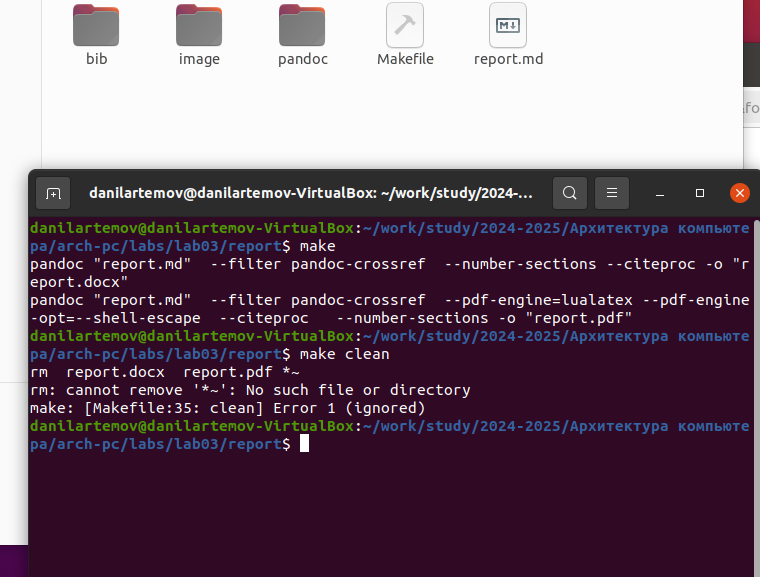 bib
image
pandoc
Makefile
report.md
danilartemov@danilartemov-VirtualBox: ~/work/study/2024-...
danilartemov@danilartemov-VirtualBox:~/work/study/2024-2025/Архитектура компьюте
ра/arch-pc/labs/lab03/report$ make
pandoc "report.md"  --filter pandoc-crossref  --number-sections --citeproc -o "r
eport.docx"
pandoc "report.md"  --filter pandoc-crossref  --pdf-engine=lualatex --pdf-engine
-opt=--shell-escape  --citeproc   --number-sections -o "report.pdf"
danilartemov@danilartemov-VirtualBox:~/work/study/2024-2025/Архитектура компьюте
ра/arch-pc/labs/lab03/report$ make clean
rm  report.docx  report.pdf *~
rm: cannot remove '*~': No such file or directory
make: [Makefile:35: clean] Error 1 (ignored)
danilartemov@danilartemov-VirtualBox:~/work/study/2024-2025/Архитектура компьюте
ра/arch-pc/labs/lab03/report$